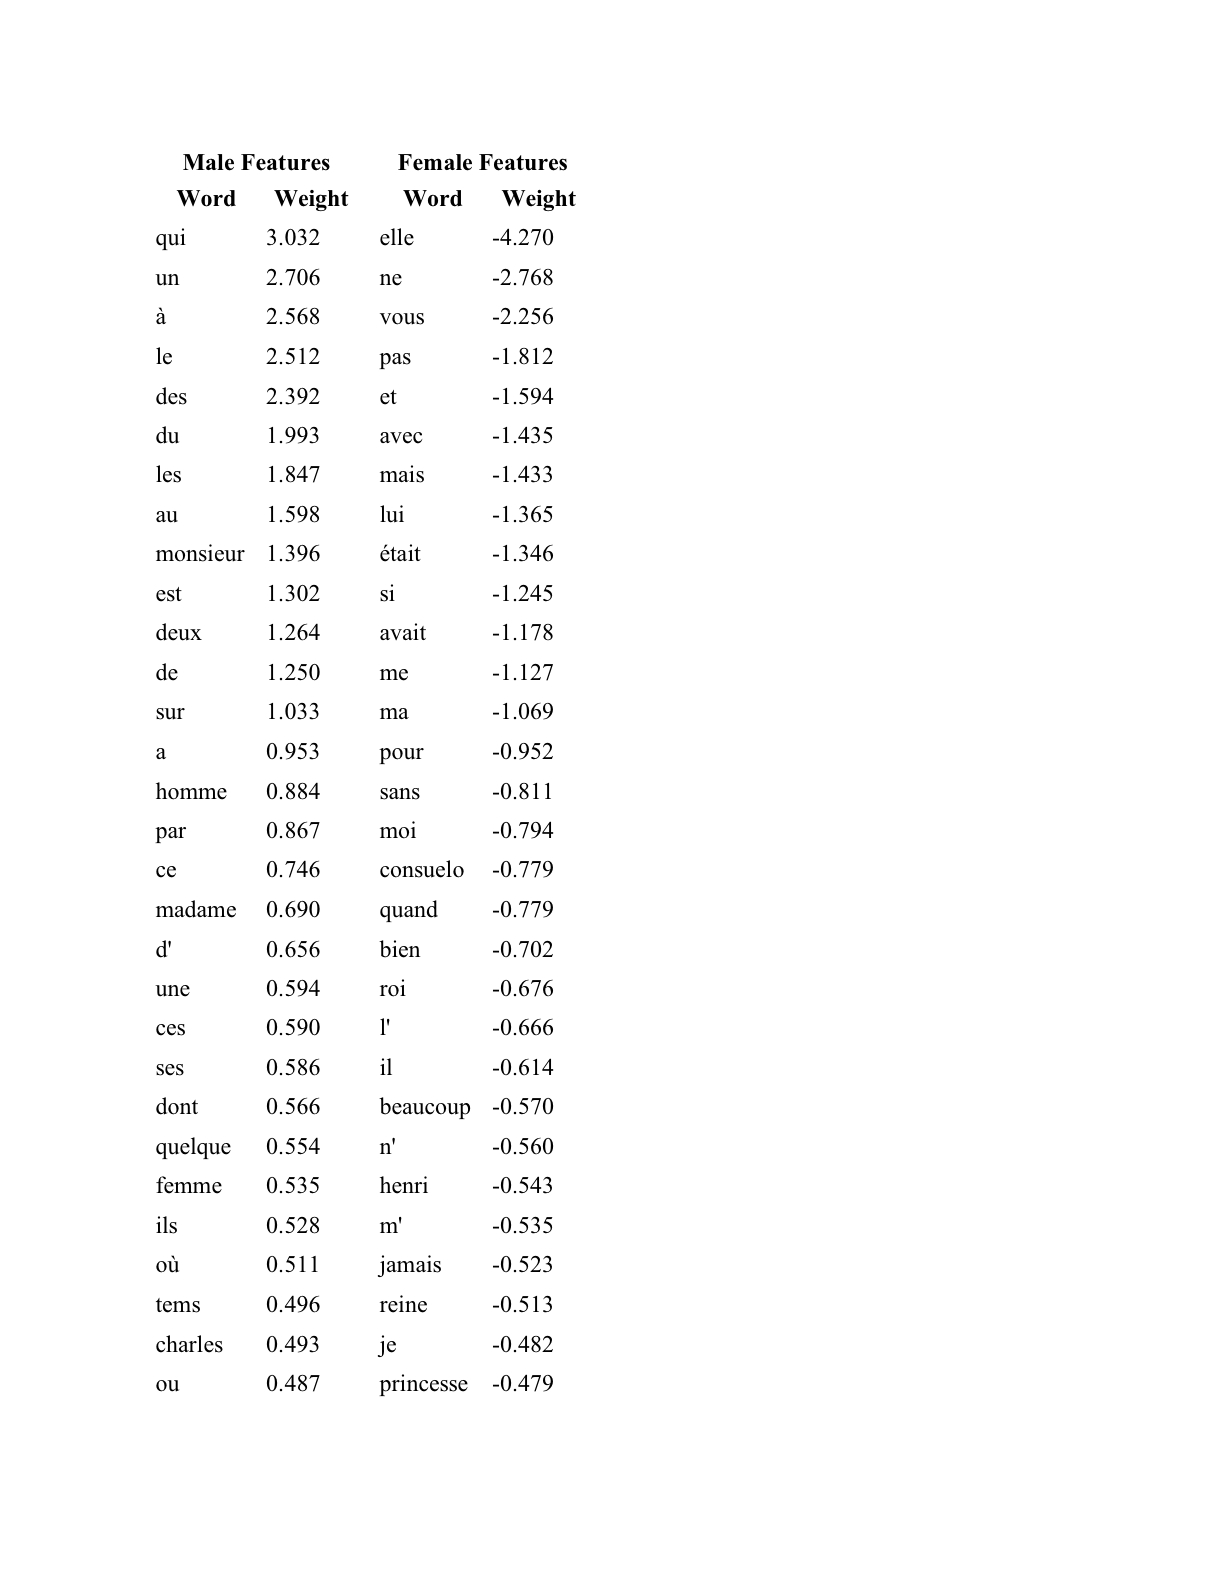 Male Features Female Features
Word Weight Word Weight
qui 3.032 elle -4.270
un 2.706 ne -2.768
à 2.568 vous -2.256
le 2.512 pas -1.812
des 2.392 et -1.594
du 1.993 avec -1.435
les 1.847 mais -1.433
au 1.598 lui -1.365
monsieur 1.396 était -1.346
est 1.302 si -1.245
deux 1.264 avait -1.178
de 1.250 me -1.127
sur 1.033 ma -1.069
a 0.953 pour -0.952
homme 0.884 sans -0.811
par 0.867 moi -0.794
ce 0.746 consuelo -0.779
madame 0.690 quand -0.779
d' 0.656 bien -0.702
une 0.594 roi -0.676
ces 0.590 l' -0.666
ses 0.586 il -0.614
dont 0.566 beaucoup -0.570
quelque 0.554 n' -0.560
femme 0.535 henri -0.543
ils 0.528 m' -0.535
où 0.511 jamais -0.523
tems 0.496 reine -0.513
charles 0.493 je -0.482
ou 0.487 princesse -0.479